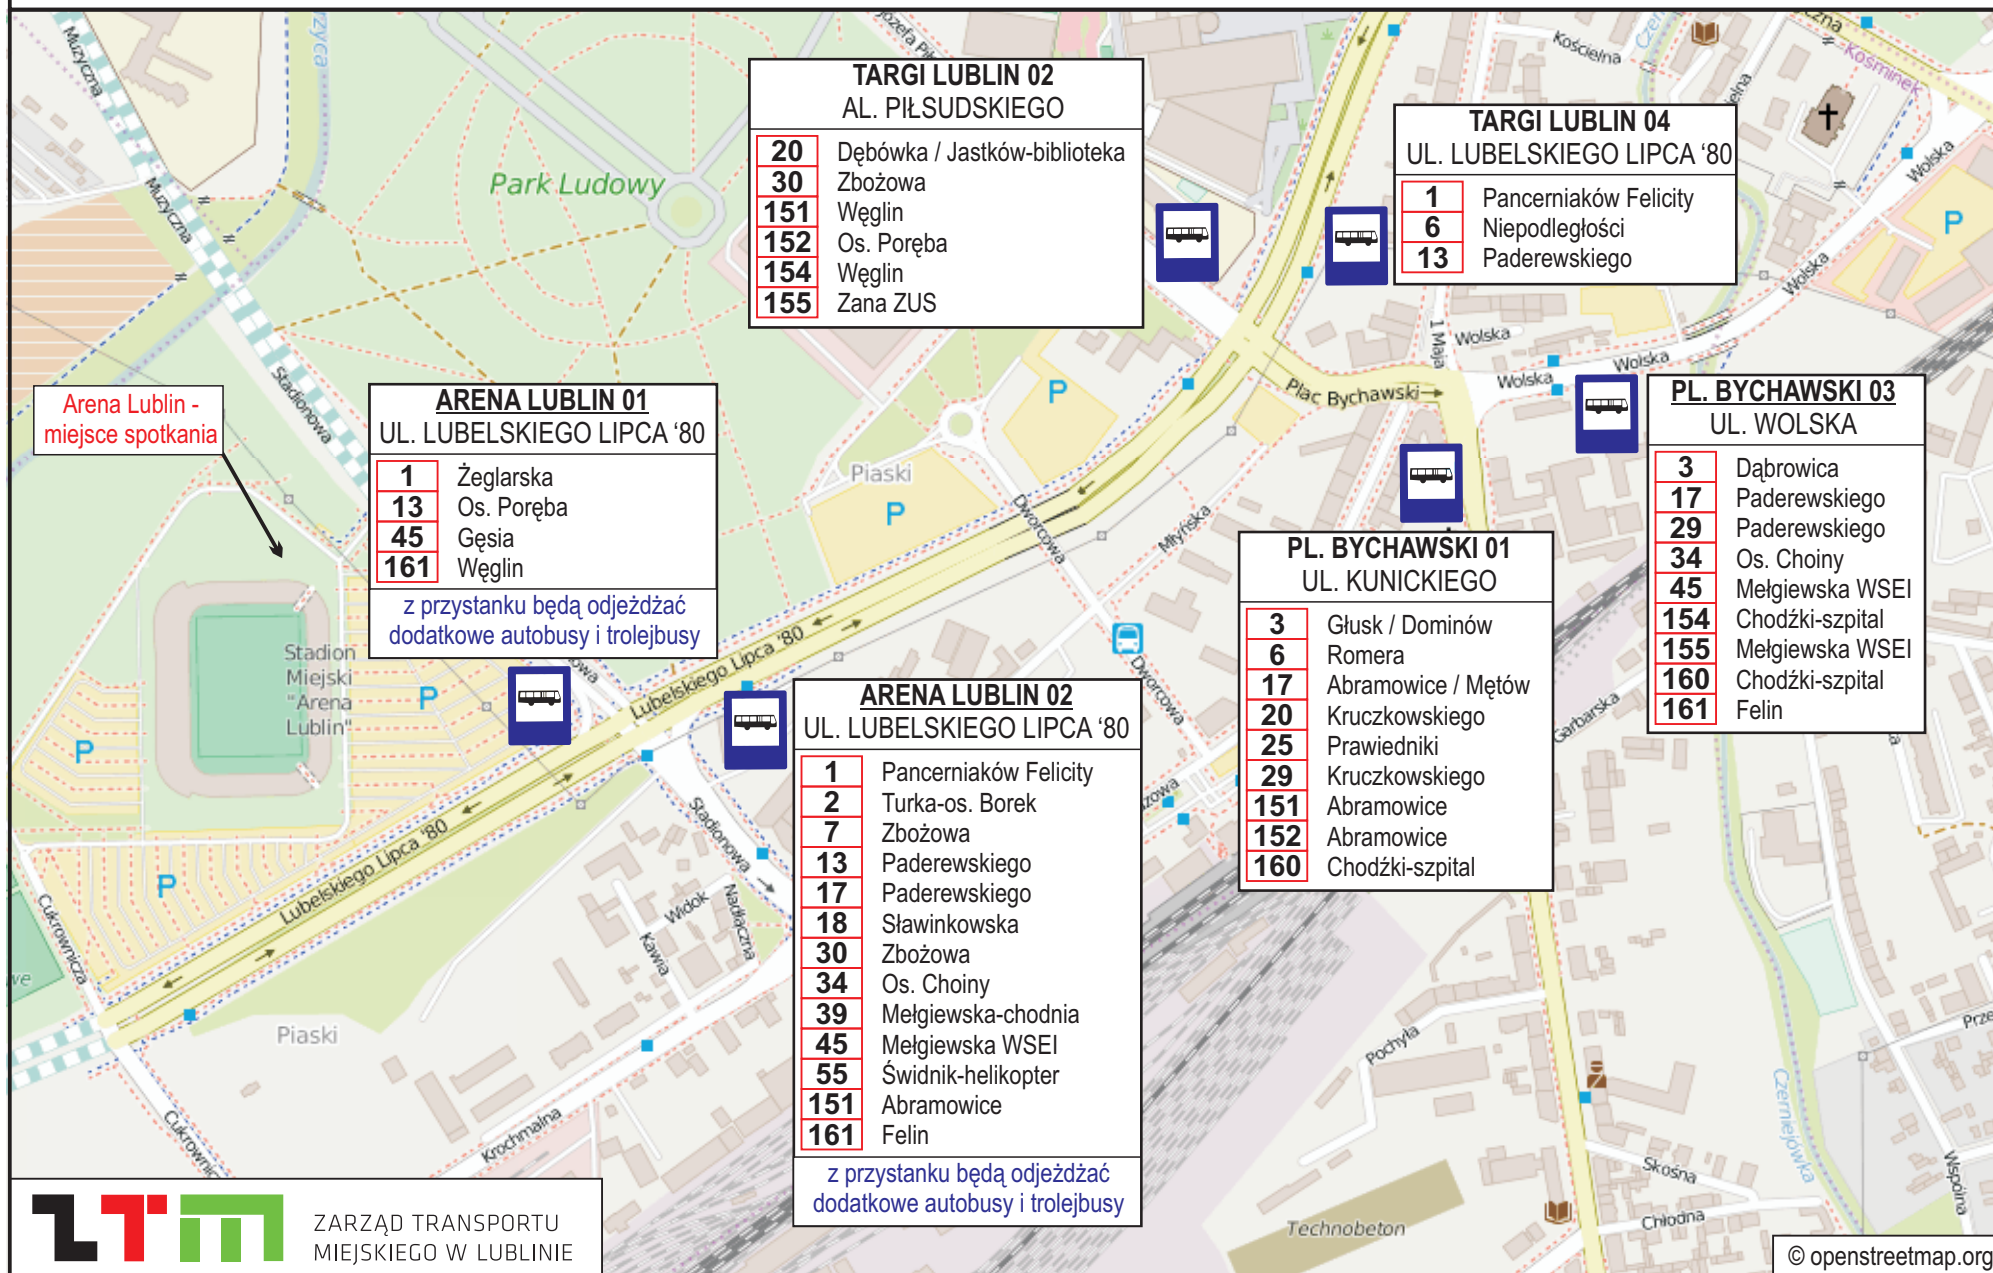 TARGI LUBLIN 02
AL. PIŁSUDSKIEGO
20 Dębówka / Jastków-biblioteka
30 Zbożowa
151 Węglin
152 Os. Poręba
154 Węglin
155 Zana ZUS
TARGI LUBLIN 04
UL. LUBELSKIEGO LIPCA ‘80
1 Pancerniaków Felicity
6 Niepodległości
13 Paderewskiego
Arena Lublin -
miejsce spotkania
ARENA LUBLIN 01
UL. LUBELSKIEGO LIPCA ‘80
1 Żeglarska
13 Os. Poręba
45 Gęsia
161 Węglin
z przystanku będą odjeżdżać
dodatkowe autobusy i trolejbusy
PL. BYCHAWSKI 03
UL. WOLSKA
3 Dąbrowica
17 Paderewskiego
29 Paderewskiego
34 Os. Choiny
45 Mełgiewska WSEI
154 Chodźki-szpital
155 Mełgiewska WSEI
160 Chodźki-szpital
161 Felin
PL. BYCHAWSKI 01
UL. KUNICKIEGO
3 Głusk / Dominów
6 Romera
17 Abramowice / Mętów
20 Kruczkowskiego
25 Prawiedniki
29 Kruczkowskiego
151 Abramowice
152 Abramowice
160 Chodźki-szpital
ARENA LUBLIN 02
UL. LUBELSKIEGO LIPCA ‘80
1 Pancerniaków Felicity
2 Turka-os. Borek
7 Zbożowa
13 Paderewskiego
17 Paderewskiego
18 Sławinkowska
30 Zbożowa
34 Os. Choiny
39 Mełgiewska-chodnia
45 Mełgiewska WSEI
55 Świdnik-helikopter
151 Abramowice
161 Felin
z przystanku będą odjeżdżać
dodatkowe autobusy i trolejbusy
Muzyczna
Muzyczna
Stadionowa
Park Ludowy
Kościelna
Kośminek
Wolska
Wolska
Wolska
Wolska
Wolska
1 Maja
Plac Bychawski
P
P
P
P
P
P
Piaski
Dworcowa
Młyńska
Dworcowa
Garbarska
Lubelskiego Lipca '80
Stadion
Miejski
"Arena
Lublin"
Lubelskiego Lipca '80
Stadionowa
Widok
Nadłączna
Kawia
Cukrownicza
Piaski
Krochmalna
Pochyła
Czerniejówka
Skośna
Chłodna
Wspólna
Technobeton
ZTM
ZARZĄD TRANSPORTU
MIEJSKIEGO W LUBLINIE
© openstreetmap.org